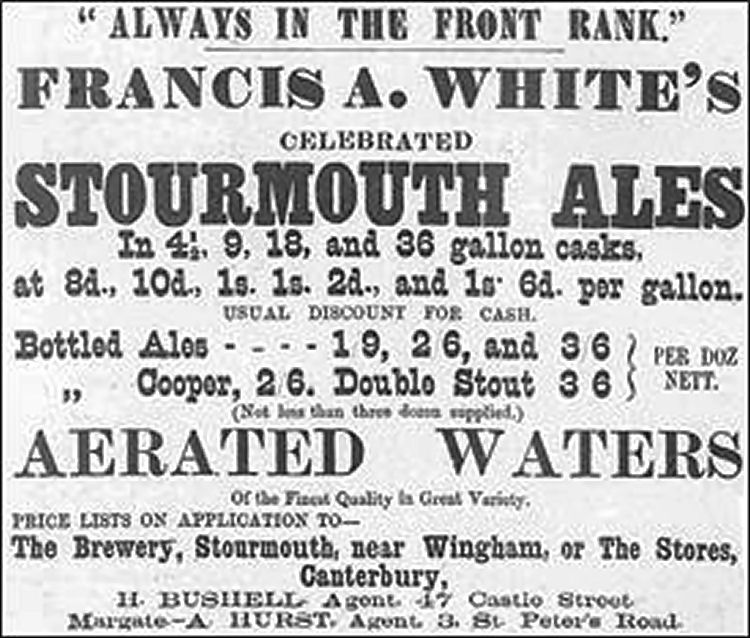 "ALWAYS IN THE FRONT RANK."
FRANCIS A. WHITE'S
CELEBRATED
STOURMOUTH ALES
In 4½, 9, 18, and 36 gallon casks,
at 8d., 10d., 1s. 1s. 2d., and 1s· 6d. per gallon.
USUAL DISCOUNT FOR CASH.
Bottled Ales - - - - 1 9, 2 6, and 3 6 } PER DOZ
„ Cooper, 2 6. Double Stout 3 6 } NETT.
(Not less than three dozen supplied.)
AERATED WATERS
Of the Finest Quality in Great Variety.
PRICE LISTS ON APPLICATION TO—
The Brewery, Stourmouth, near Wingham, or The Stores,
Canterbury,
H. BUSHELL, Agent, 47 Castle Street
Margate—A. HURST, Agent, 3, St. Peter's Road.